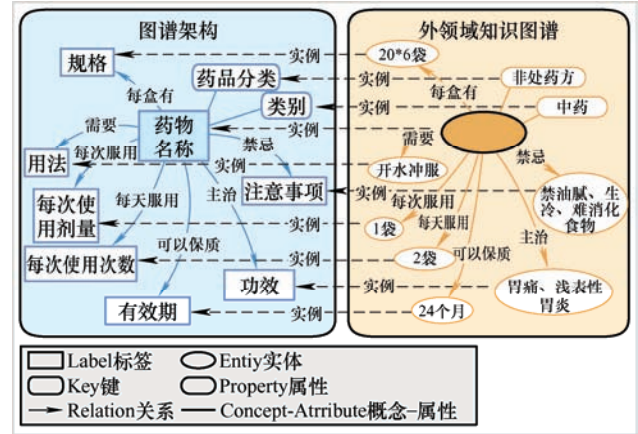 图谱架构
外领域知识图谱
规格
实例
20*6袋
药品分类
实例
非处药方
每盒有
每盒有
类别
实例
中药
需要
药物
名称
实例
禁忌
需要
禁忌
用法
每次服用
实例
开水冲服
每次使
用剂量
每天服用
主治
注意事项
实例
每次服用
禁油腻、生
冷、难消化
食物
实例
1袋
每天服用
可以保质
主治
每次使用次数
实例
2袋
可以保质
功效
实例
胃痛、浅表性
胃炎
有效期
实例
24个月
Label标签
Entiy实体
Key键
Property属性
Relation关系
Concept-Atrribute概念-属性